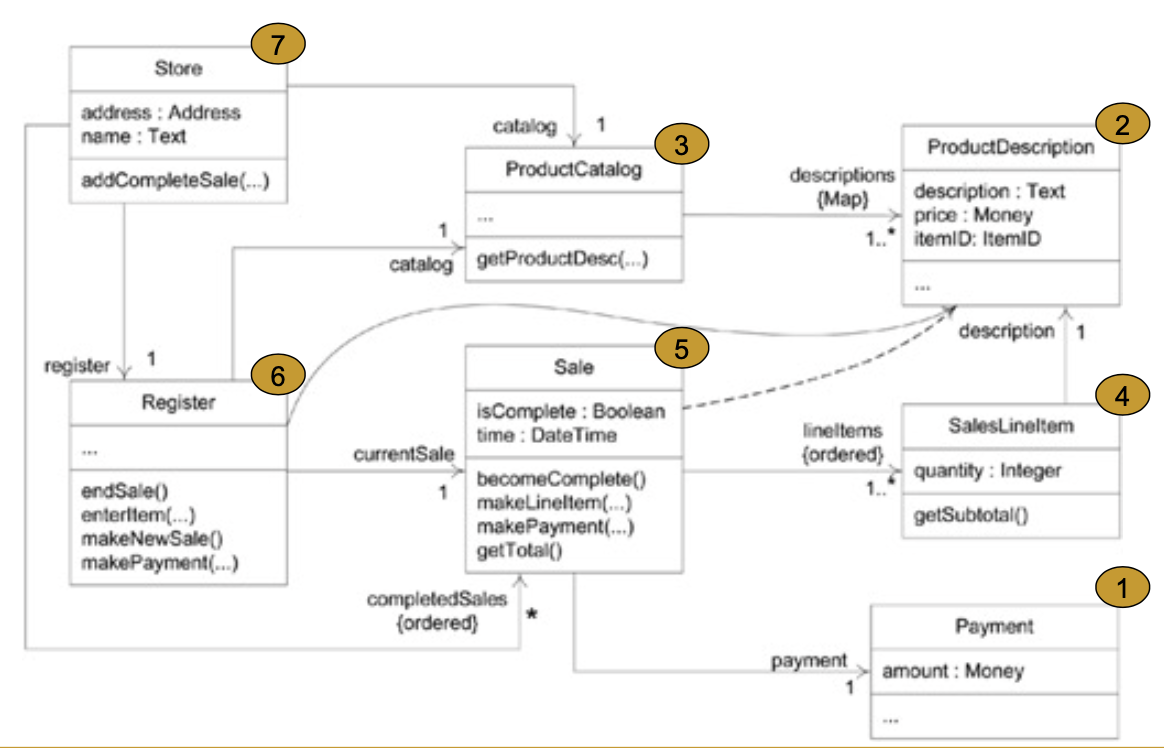 7
Store
address : Address
name : Text
addCompleteSale(...)
catalog
1
3
ProductCatalog
...
getProductDesc(...)
1
catalog
descriptions
{Map}
1..*
2
ProductDescription
description : Text
price : Money
itemID: ItemID
...
description
1
register
1
6
Register
...
endSale()
enterItem(...)
makeNewSale()
makePayment(...)
currentSale
1
5
Sale
isComplete : Boolean
time : DateTime
becomeComplete()
makeLineItem(...)
makePayment(...)
getTotal()
lineItems
{ordered}
1..*
4
SalesLineItem
quantity : Integer
getSubtotal()
completedSales
{ordered}
*
payment
1
1
Payment
amount : Money
...